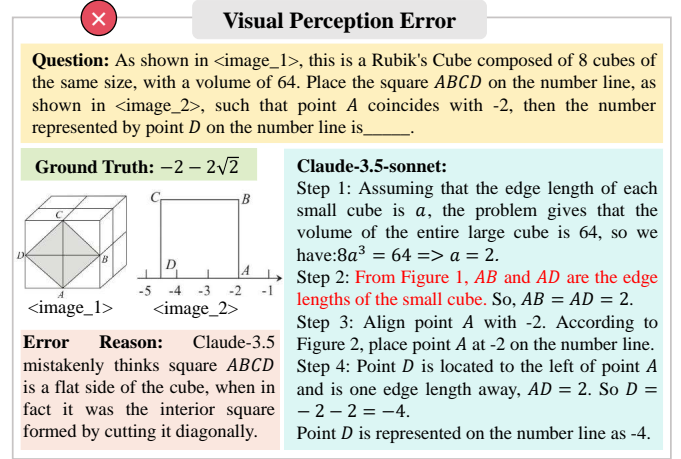 Visual Perception Error
Question: As shown in <image_1>, this is a Rubik's Cube composed of 8 cubes of
the same size, with a volume of 64. Place the square ABCD on the number line, as
shown in <image_2>, such that point A coincides with -2, then the number
represented by point D on the number line is_____.
Ground Truth: −2 − 2√2
C
D
B
A
<image_1>
C
B
D
A
-5 -4 -3 -2 -1
<image_2>
Error Reason: Claude-3.5
mistakenly thinks square ABCD
is a flat side of the cube, when in
fact it was the interior square
formed by cutting it diagonally.
Claude-3.5-sonnet:
Step 1: Assuming that the edge length of each
small cube is a, the problem gives that the
volume of the entire large cube is 64, so we
have:8a³ = 64 => a = 2.
Step 2: From Figure 1, AB and AD are the edge
lengths of the small cube. So, AB = AD = 2.
Step 3: Align point A with -2. According to
Figure 2, place point A at -2 on the number line.
Step 4: Point D is located to the left of point A
and is one edge length away, AD = 2. So D =
− 2 − 2 = −4.
Point D is represented on the number line as -4.